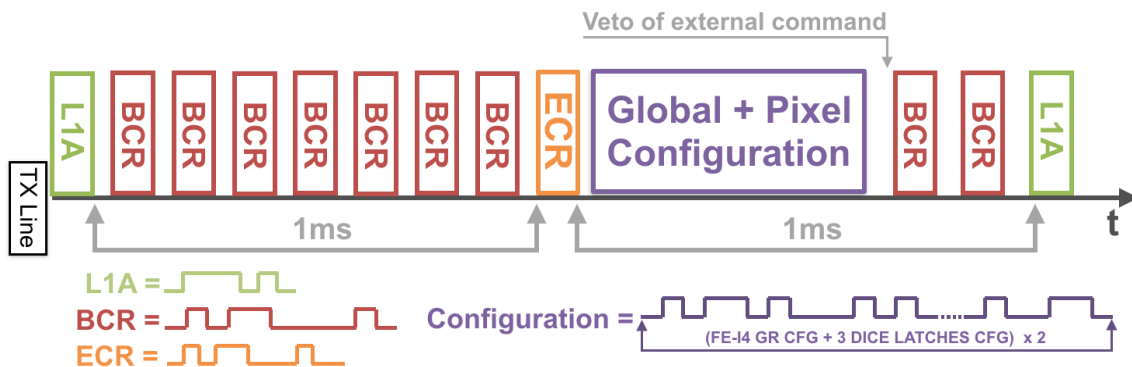 Veto of external command
L1A
BCR
BCR
BCR
BCR
BCR
BCR
BCR
ECR
Global + Pixel
Configuration
BCR
BCR
L1A
TX Line
1ms
1ms
t
L1A =
BCR =
ECR =
Configuration =
(FE-I4 GR CFG + 3 DICE LATCHES CFG) x 2